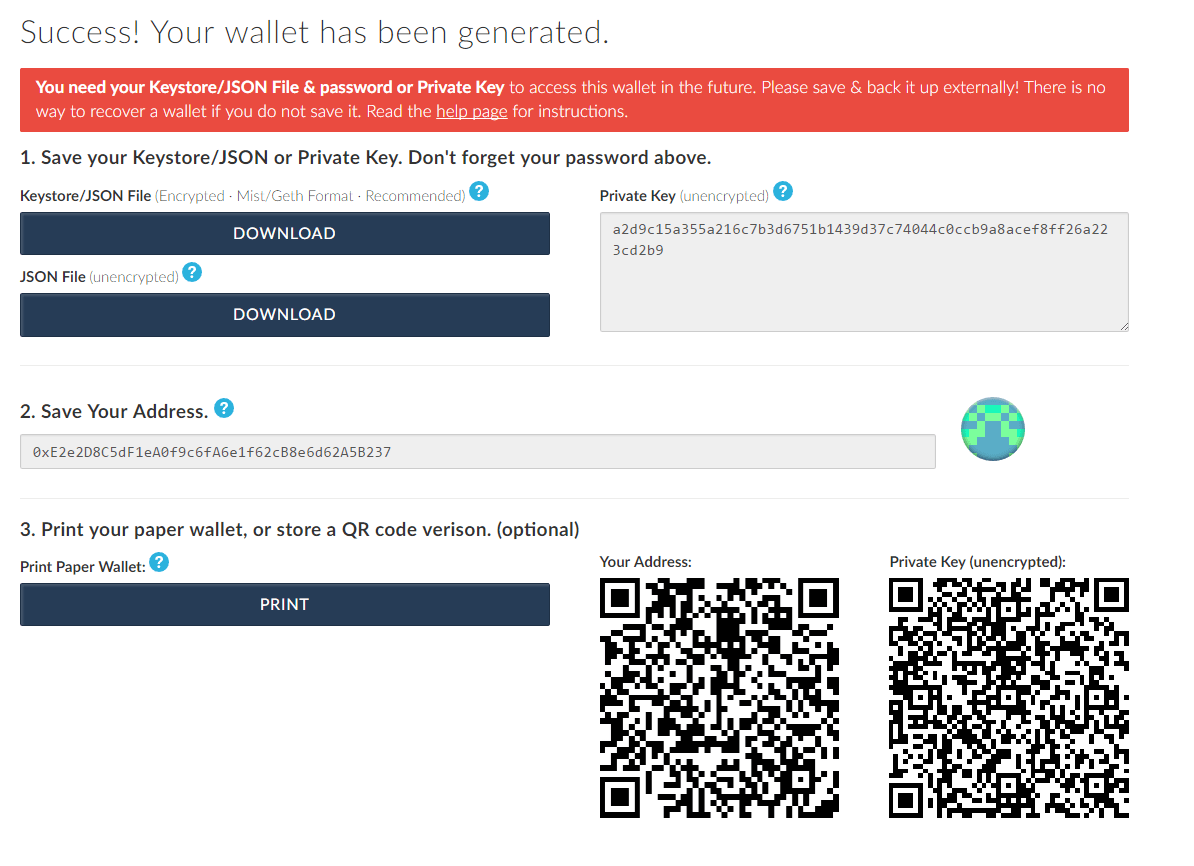 Success! Your wallet has been generated.
You need your Keystore/JSON File & password or Private Key to access this wallet in the future. Please save & back it up externally! There is no
way to recover a wallet if you do not save it. Read the help page for instructions.
1. Save your Keystore/JSON or Private Key. Don't forget your password above.
Keystore/JSON File (Encrypted · Mist/Geth Format · Recommended) ?
DOWNLOAD
JSON File (unencrypted) ?
DOWNLOAD
Private Key (unencrypted) ?
a2d9c15a355a216c7b3d6751b1439d37c74044c0ccb9a8acef8ff26a22
3cd2b9
2. Save Your Address. ?
0xE2e2D8C5dF1eA0f9c6fA6e1f62cB8e6d62A5B237
3. Print your paper wallet, or store a QR code verison. (optional)
Print Paper Wallet: ?
PRINT
Your Address:
Private Key (unencrypted):